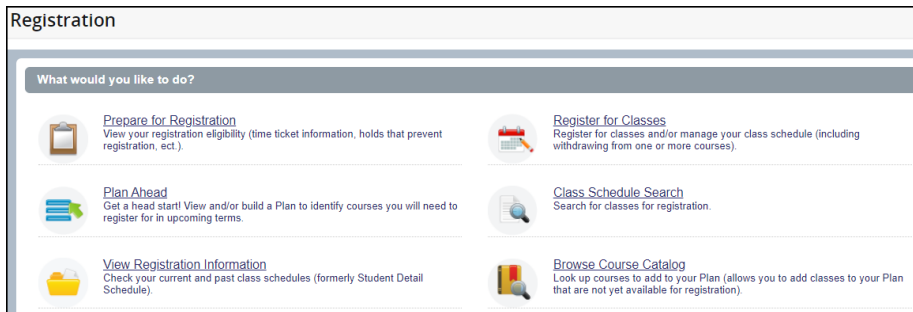 Registration
What would you like to do?
Prepare for Registration
View your registration eligibility (time ticket information, holds that prevent
registration, ect.).
Register for Classes
Register for classes and/or manage your class schedule (including
withdrawing from one or more courses).
Plan Ahead
Get a head start! View and/or build a Plan to identify courses you will need to
register for in upcoming terms.
Class Schedule Search
Search for classes for registration.
View Registration Information
Check your current and past class schedules (formerly Student Detail
Schedule).
Browse Course Catalog
Look up courses to add to your Plan (allows you to add classes to your Plan
that are not yet available for registration).